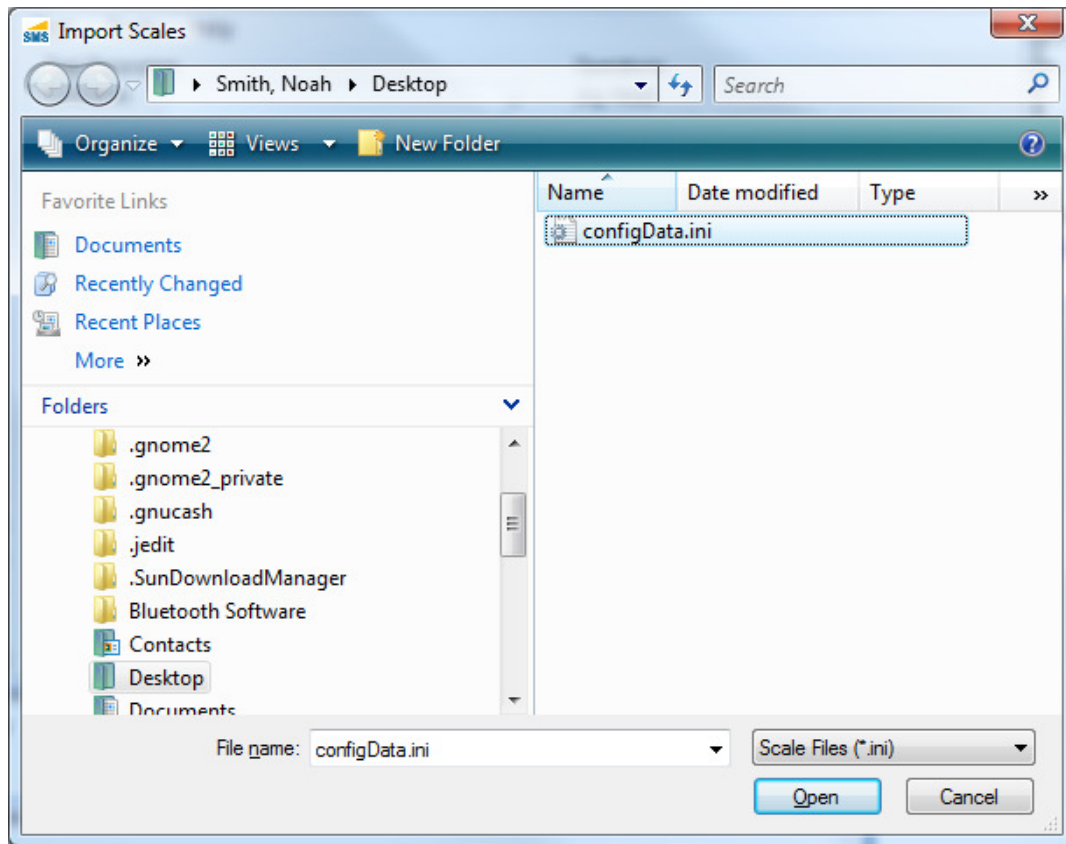 SMS Import Scales
Smith, Noah Desktop Search
Organize Views New Folder ?
Favorite Links
Documents
Recently Changed
Recent Places
More »
Name Date modified Type »
configData.ini
Folders
.gnome2
.gnome2_private
.gnucash
.jedit
.SunDownloadManager
Bluetooth Software
Contacts
Desktop
Documents
File name: configData.ini Scale Files (*.ini)
Open Cancel